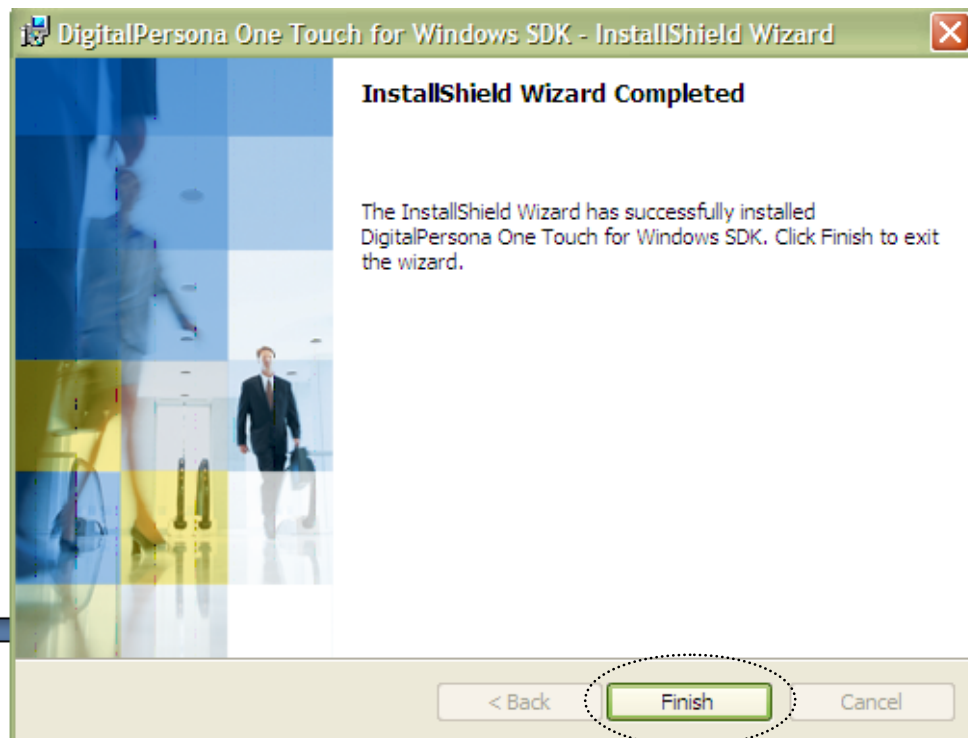 DigitalPersona One Touch for Windows SDK - InstallShield Wizard
InstallShield Wizard Completed
The InstallShield Wizard has successfully installed
DigitalPersona One Touch for Windows SDK. Click Finish to exit
the wizard.
< Back Finish Cancel